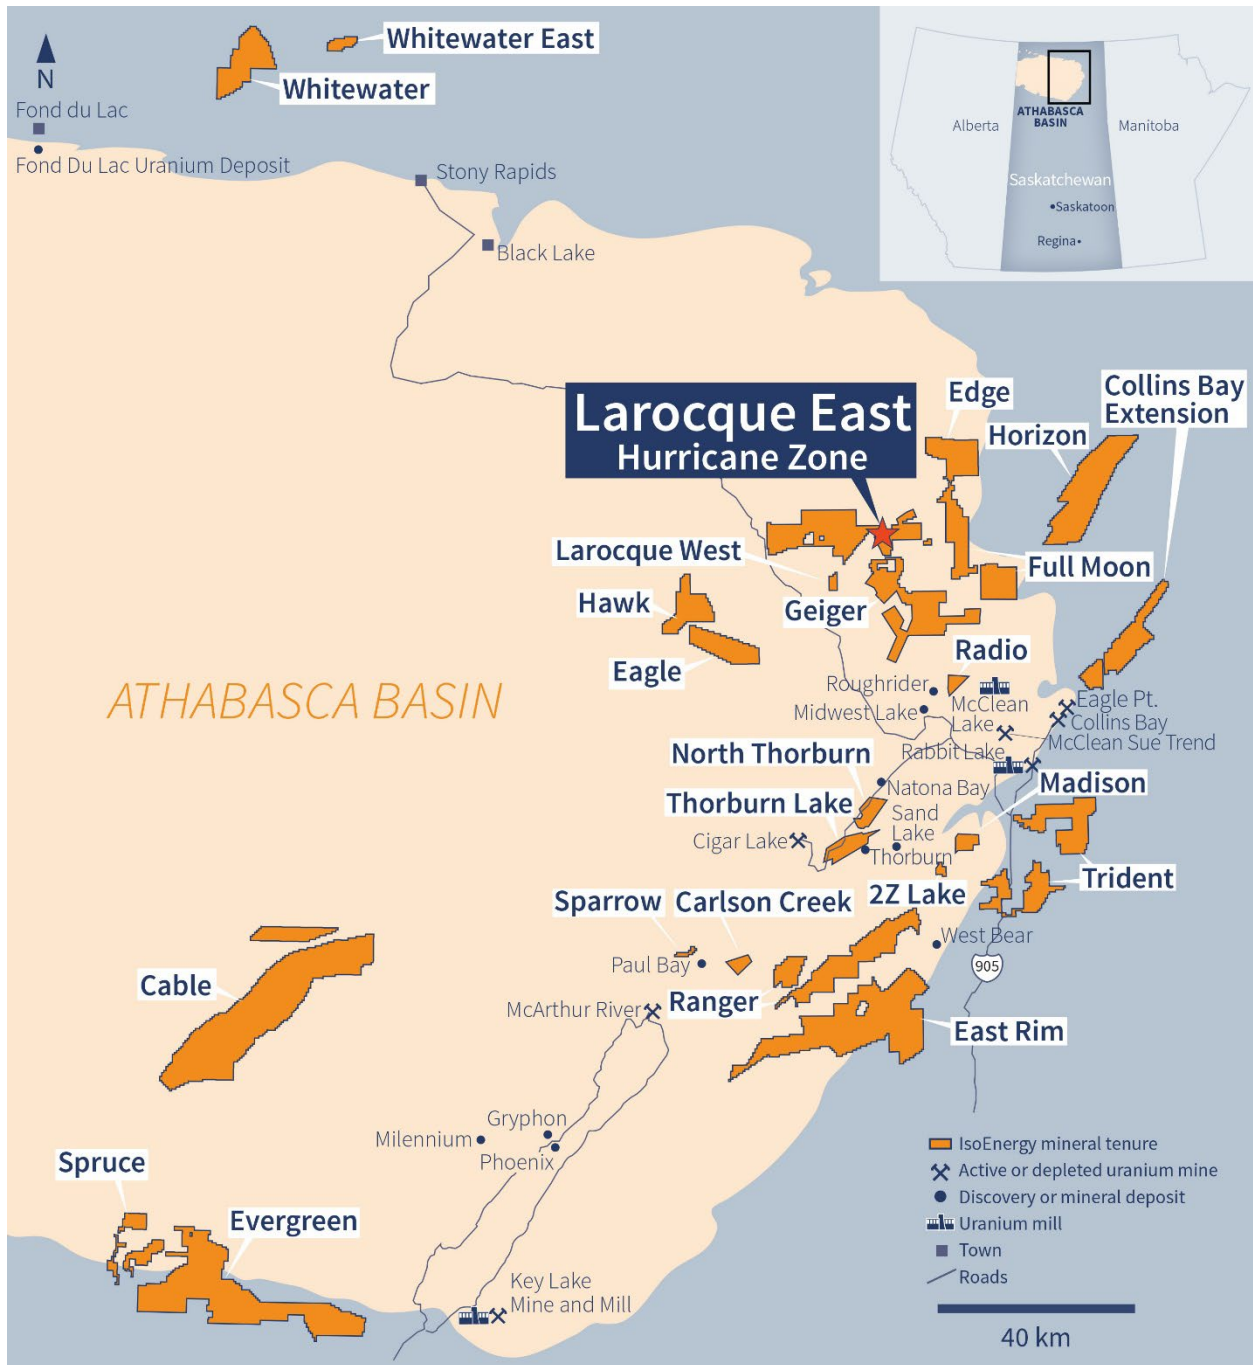 Whitewater East
Whitewater
N
Fond du Lac
Fond Du Lac Uranium Deposit
Stony Rapids
Black Lake
ATHABASCA
BASIN
Alberta
Manitoba
Saskatchewan
Saskatoon
Regina
Larocque East
Hurricane Zone
Edge
Horizon
Collins Bay
Extension
Larocque West
Full Moon
Hawk
Geiger
Eagle
Radio
ATHABASCA BASIN
Roughrider
Midwest Lake
McClean
Lake
Eagle Pt.
Collins Bay
McClean Sue Trend
Rabbit Lake
North Thorburn
Natona Bay
Madison
Thorburn Lake
Sand
Lake
Cigar Lake
Thorburn
Trident
2Z Lake
Sparrow
Carlson Creek
West Bear
Paul Bay
905
Cable
Ranger
McArthur River
East Rim
Gryphon
Milennium
Phoenix
Spruce
Evergreen
Key Lake
Mine and Mill
IsoEnergy mineral tenure
Active or depleted uranium mine
Discovery or mineral deposit
Uranium mill
Town
Roads
40 km